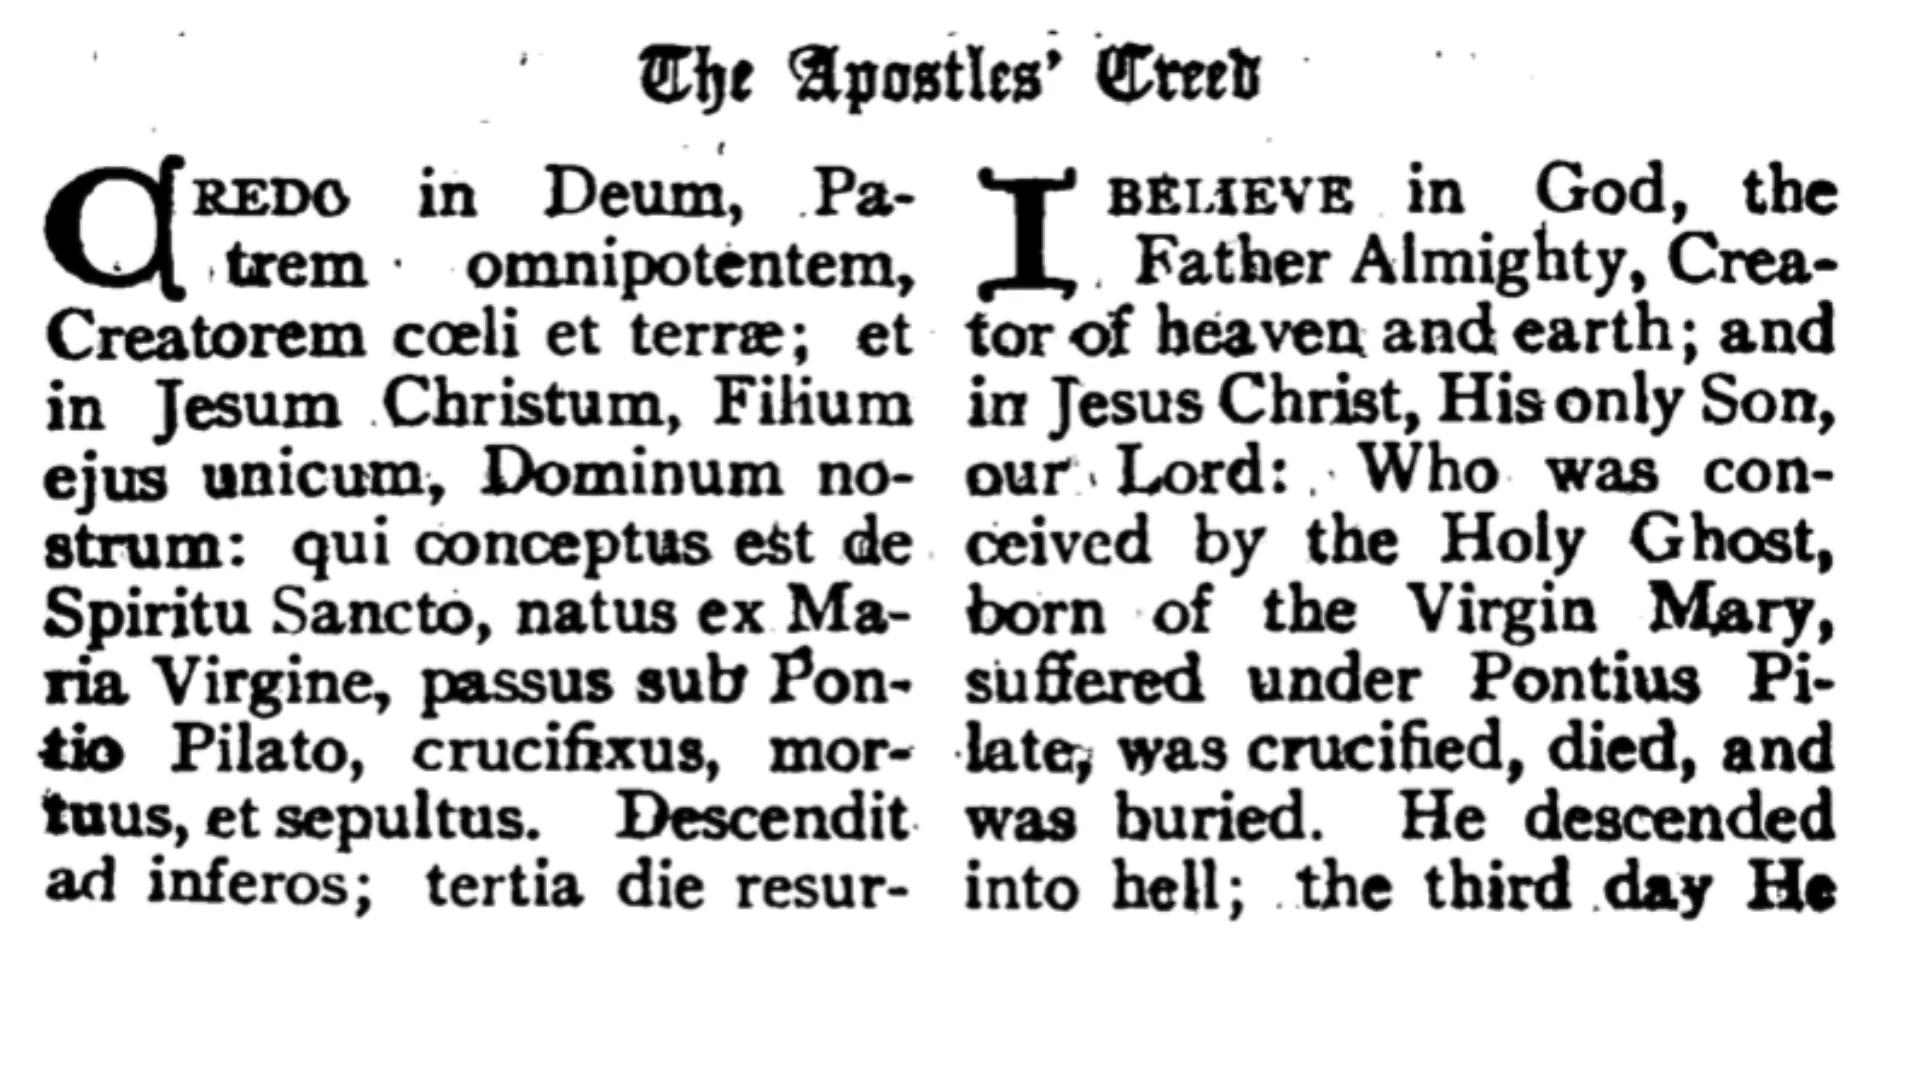 The Apostles' Creed
CREDO in Deum, Pa-
trem omnipotentem,
Creatorem cœli et terræ; et
in Jesum Christum, Filium
ejus unicum, Dominum no-
strum: qui conceptus est de
Spiritu Sancto, natus ex Ma-
ria Virgine, passus sub Pon-
tio Pilato, crucifixus, mor-
tuus, et sepultus. Descendit
ad inferos; tertia die resur-
I BELIEVE in God, the
Father Almighty, Crea-
tor of heaven and earth; and
in Jesus Christ, His only Son,
our Lord: Who was con-
ceived by the Holy Ghost,
born of the Virgin Mary,
suffered under Pontius Pi-
late, was crucified, died, and
was buried. He descended
into hell; the third day He